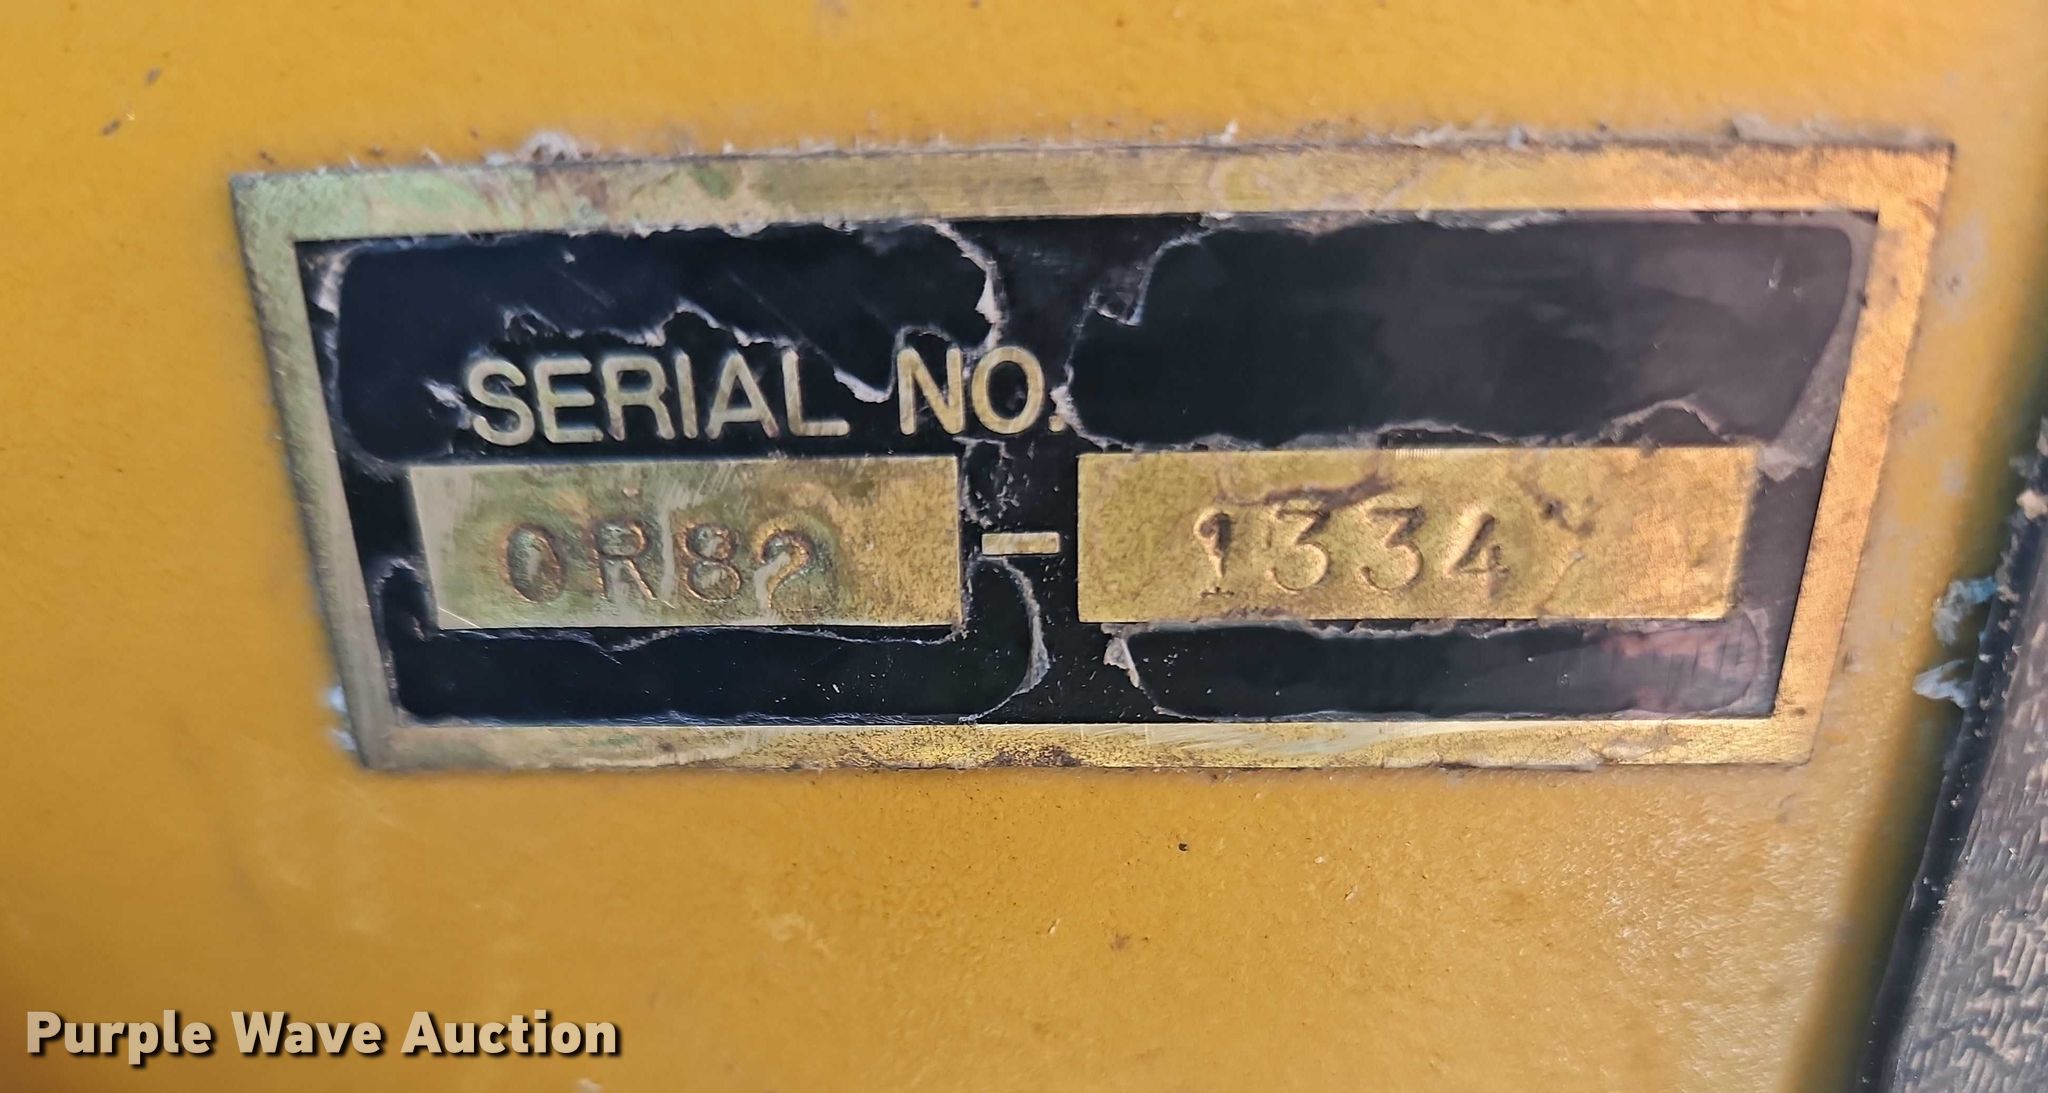 SERIAL NO.
0R82 - 1334
Purple Wave Auction